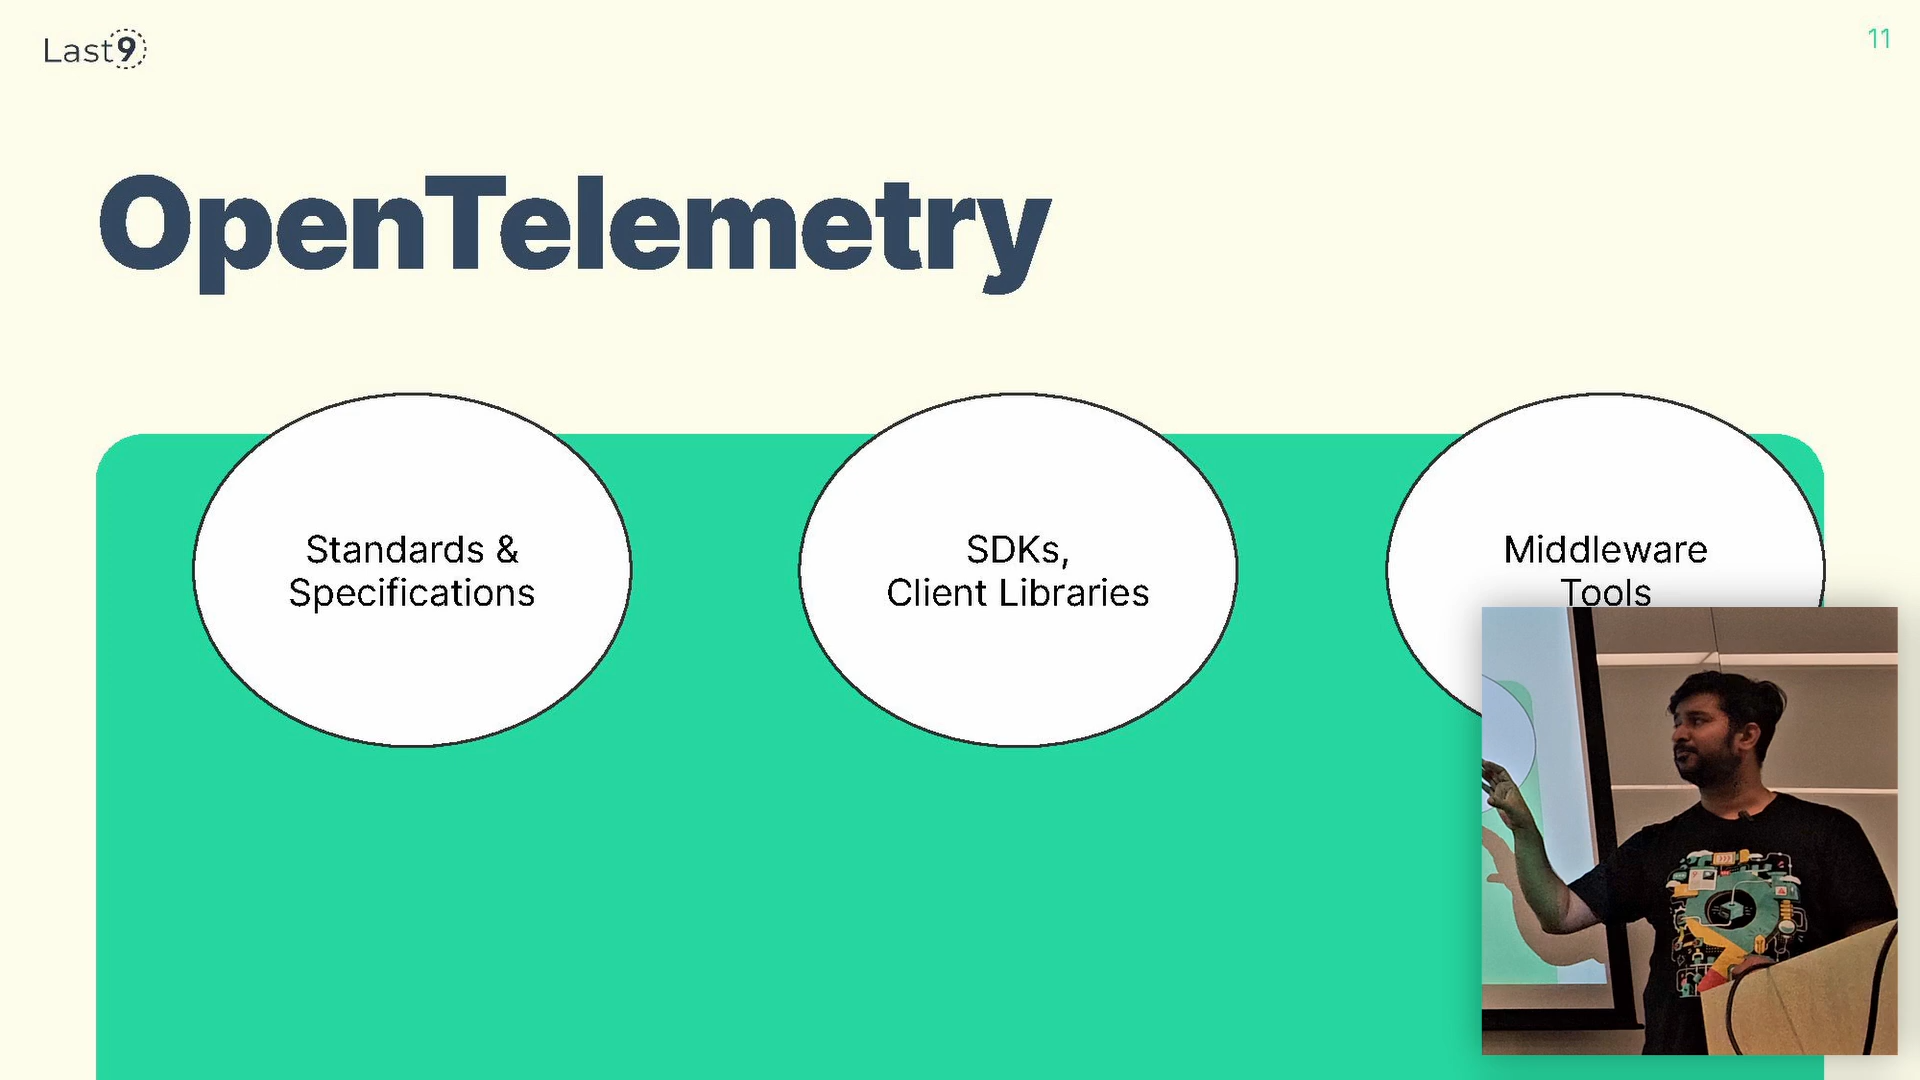 Last9
11
OpenTelemetry
Standards &
Specifications
SDKs,
Client Libraries
Middleware
Tools